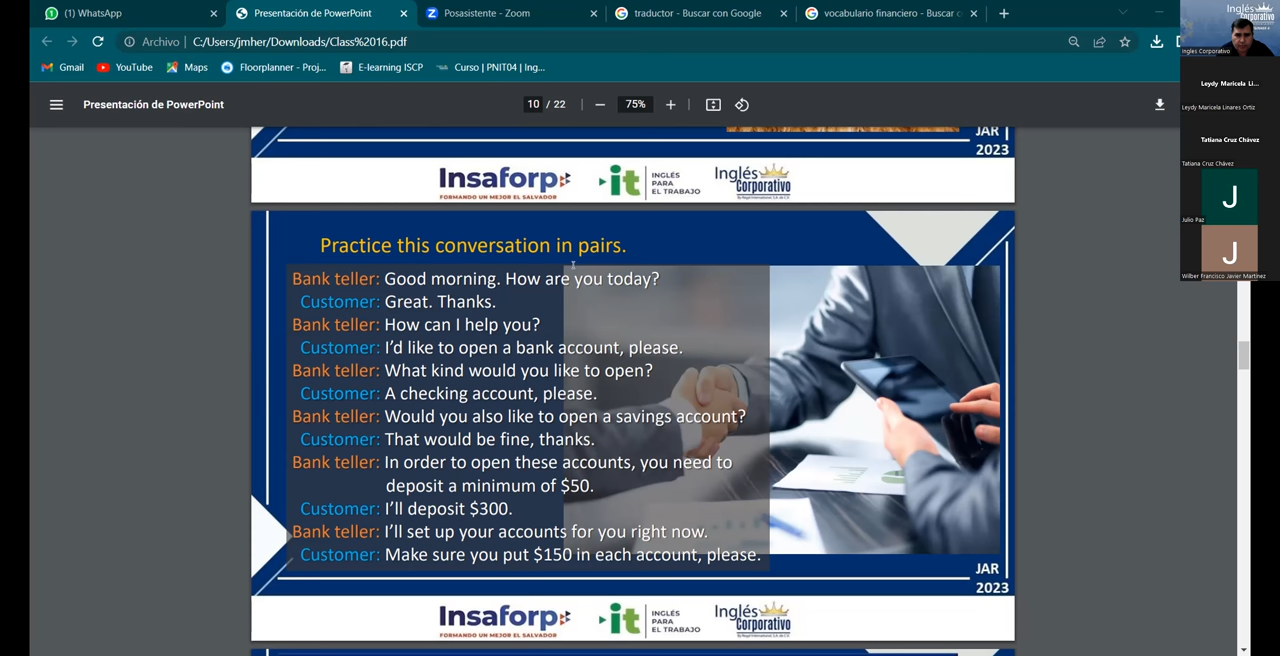 (1) WhatsApp
Presentación de PowerPoint
Posasistente - Zoom
traductor - Buscar con Google
vocabulario financiero - Buscar c
Archivo
C:/Users/jmher/Downloads/Class%2016.pdf
Gmail
YouTube
Maps
Floorplanner - Proj...
E-learning ISCP
Curso | PNIT04 | Ing...
Presentación de PowerPoint
10 / 22
75%
JAR
2023
Insaforp
FORMANDO UN MEJOR EL SALVADOR
it
INGLÉS
PARA
EL TRABAJO
Inglés
Corporativo
Practice this conversation in pairs.
Bank teller: Good morning. How are you today?
Customer: Great. Thanks.
Bank teller: How can I help you?
Customer: I'd like to open a bank account, please.
Bank teller: What kind would you like to open?
Customer: A checking account, please.
Bank teller: Would you also like to open a savings account?
Customer: That would be fine, thanks.
Bank teller: In order to open these accounts, you need to
deposit a minimum of $50.
Customer: I'll deposit $300.
Bank teller: I'll set up your accounts for you right now.
Customer: Make sure you put $150 in each account, please.
JAR
2023
Insaforp
FORMANDO UN MEJOR EL SALVADOR
it
INGLÉS
PARA
EL TRABAJO
Inglés
Corporativo
Inglés
Corporativo
Ingles Corporativo
Leydy Maricela Li...
Leydy Maricela Linares Ortiz
Tatiana Cruz Chávez
Tatiana Cruz Chávez
J
Julio Paz
J
Wilber Francisco Javier Martinez